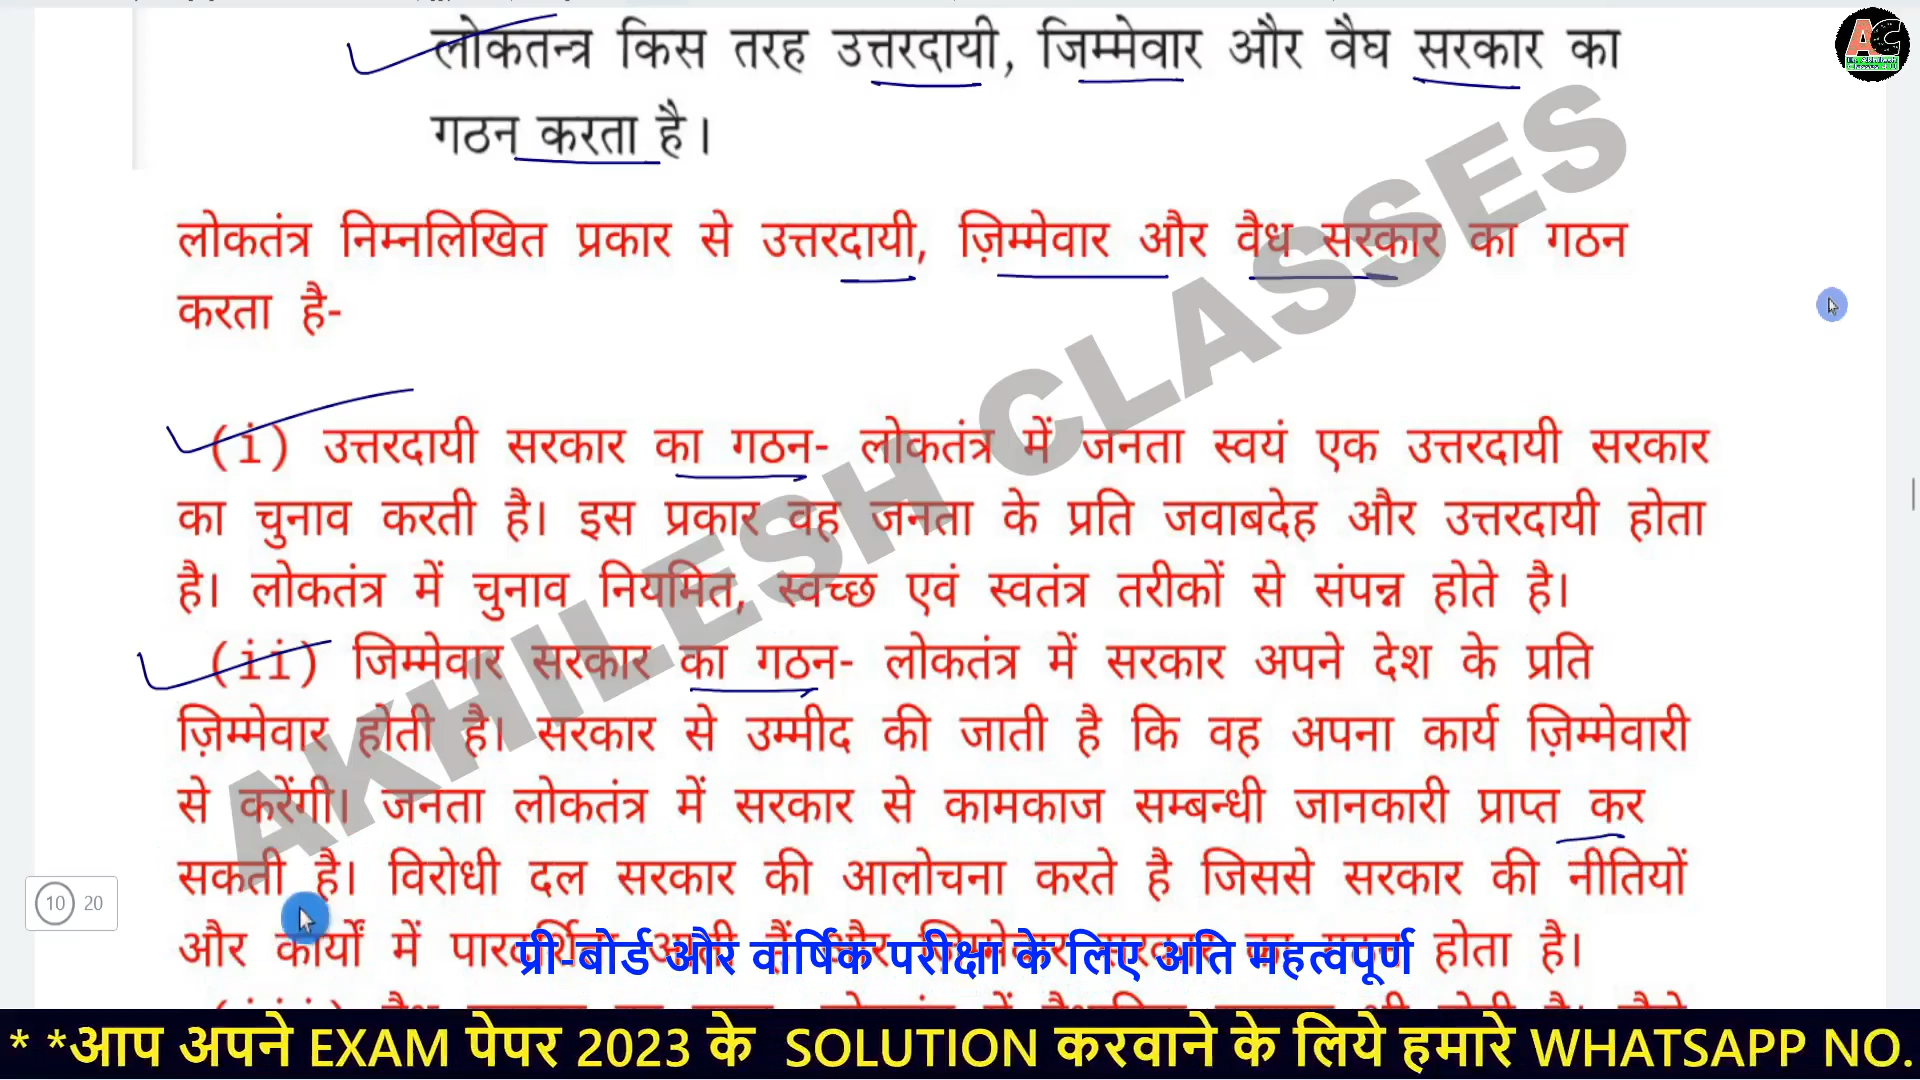 लोकतन्त्र किस तरह उत्तरदायी, जिम्मेवार और वैघ सरकार का
गठन करता है।
लोकतंत्र निम्नलिखित प्रकार से उत्तरदायी, ज़िम्मेवार और वैध सरकार का गठन
करता है-
(i) उत्तरदायी सरकार का गठन- लोकतंत्र में जनता स्वयं एक उत्तरदायी सरकार
का चुनाव करती है। इस प्रकार वह जनता के प्रति जवाबदेह और उत्तरदायी होता
है। लोकतंत्र में चुनाव नियमित, स्वच्छ एवं स्वतंत्र तरीकों से संपन्न होते है।
(ii) जिम्मेवार सरकार का गठन- लोकतंत्र में सरकार अपने देश के प्रति
ज़िम्मेवार होती है। सरकार से उम्मीद की जाती है कि वह अपना कार्य ज़िम्मेवारी
से करेंगी। जनता लोकतंत्र में सरकार से कामकाज सम्बन्धी जानकारी प्राप्त कर
सकती है। विरोधी दल सरकार की आलोचना करते है जिससे सरकार की नीतियों
और कार्यों में होता है।
AKHILESH CLASSES
AC
10 20
प्री-बोर्ड और वार्षिक परीक्षा के लिए अति महत्वपूर्ण
* *आप अपने EXAM पेपर 2023 के SOLUTION करवाने के लिये हमारे WHATSAPP NO.